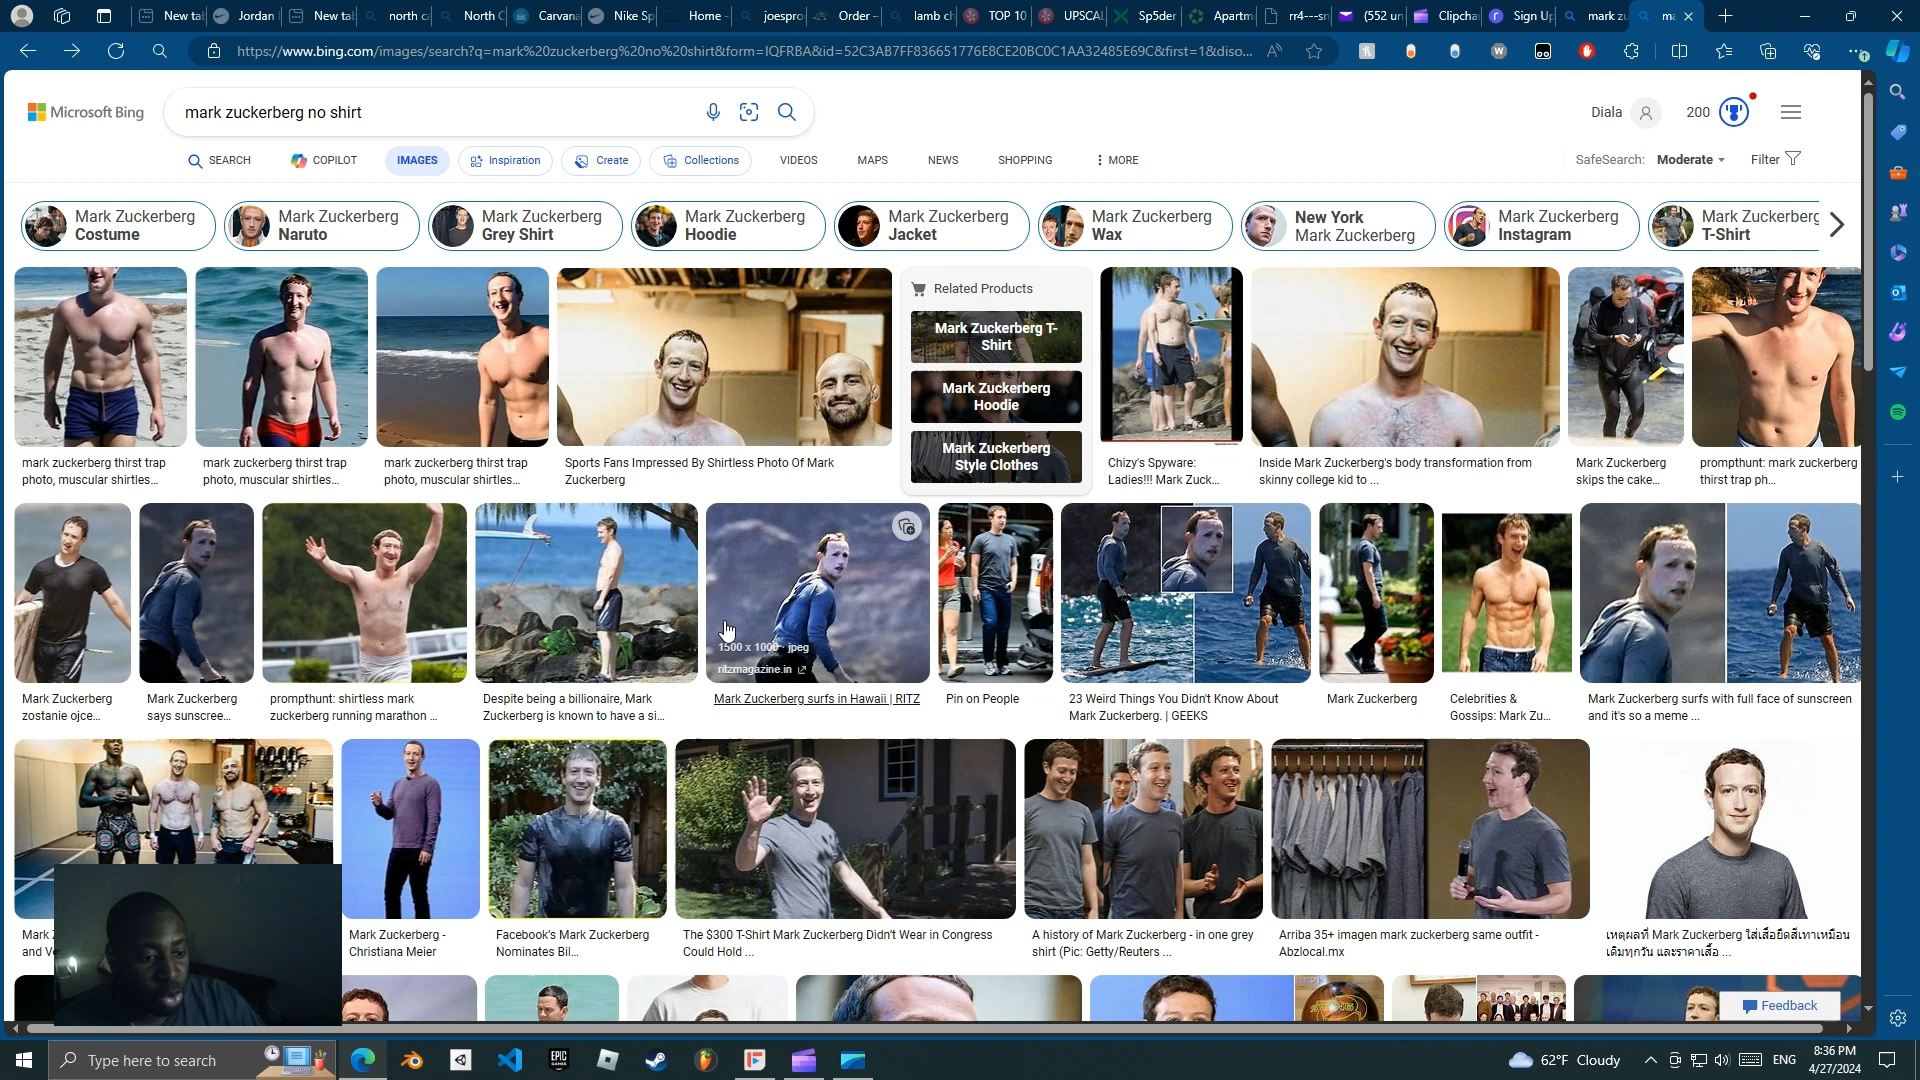 New tab
Jordan
New tab
north ca
North C
Carvana
Nike Sp
Home -
joespro
Order -
lamb ch
TOP 10
UPSCAL
Sp5der
Apartm
rr4---sn
(552 un
Clipcha
Sign Up
mark zu
ma
https://www.bing.com/images/search?q=mark%20zuckerberg%20no%20shirt&form=IQFRBA&id=52C3AB7FF836651776E8CE20BC0C1AA32485E69C&first=1&diso...
Microsoft Bing
mark zuckerberg no shirt
Diala
200
SEARCH
COPILOT
IMAGES
Inspiration
Create
Collections
VIDEOS
MAPS
NEWS
SHOPPING
MORE
SafeSearch: Moderate
Filter
Mark Zuckerberg
Costume
Mark Zuckerberg
Naruto
Mark Zuckerberg
Grey Shirt
Mark Zuckerberg
Hoodie
Mark Zuckerberg
Jacket
Mark Zuckerberg
Wax
New York
Mark Zuckerberg
Mark Zuckerberg
Instagram
Mark Zuckerberg
T-Shirt
Related Products
Mark Zuckerberg T-
Shirt
Mark Zuckerberg
Hoodie
Mark Zuckerberg
Style Clothes
mark zuckerberg thirst trap
photo, muscular shirtles...
mark zuckerberg thirst trap
photo, muscular shirtles...
mark zuckerberg thirst trap
photo, muscular shirtles...
Sports Fans Impressed By Shirtless Photo Of Mark
Zuckerberg
Chizy's Spyware:
Ladies!!! Mark Zuck...
Inside Mark Zuckerberg's body transformation from
skinny college kid to ...
Mark Zuckerberg
skips the cake...
prompthunt: mark zuckerberg
thirst trap ph...
1500 x 1000 · jpeg
ritzmagazine.in
Mark Zuckerberg
zostanie ojce...
Mark Zuckerberg
says sunscree...
prompthunt: shirtless mark
zuckerberg running marathon ...
Despite being a billionaire, Mark
Zuckerberg is known to have a si...
Mark Zuckerberg surfs in Hawaii | RITZ
Pin on People
23 Weird Things You Didn't Know About
Mark Zuckerberg. | GEEKS
Mark Zuckerberg
Celebrities &
Gossips: Mark Zu...
Mark Zuckerberg surfs with full face of sunscreen
and it's so a meme ...
Mark Z
and Vo
Mark Zuckerberg -
Christiana Meier
Facebook's Mark Zuckerberg
Nominates Bil...
The $300 T-Shirt Mark Zuckerberg Didn't Wear in Congress
Could Hold ...
A history of Mark Zuckerberg - in one grey
shirt (Pic: Getty/Reuters ...
Arriba 35+ imagen mark zuckerberg same outfit -
Abzlocal.mx
เหตุผลที่ Mark Zuckerberg ใส่เสื้อยืดสีเทาเหมือน
เดิมทุกวัน และราคาเสื้อ ...
Feedback
Type here to search
EPIC
GAMES
62°F Cloudy
ENG
8:36 PM
4/27/2024